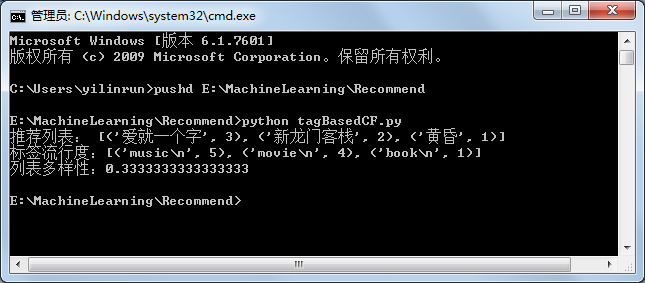 管理员: C:\Windows\system32\cmd.exe
Microsoft Windows [版本 6.1.7601]
版权所有 (c) 2009 Microsoft Corporation。保留所有权利。
C:\Users\yilinrun>pushd E:\MachineLearning\Recommend
E:\MachineLearning\Recommend>python tagBasedCF.py
推荐列表： [('爱就一个字', 3), ('新龙门客栈', 2), ('黄昏', 1)]
标签流行度：[('music\n', 5), ('movie\n', 4), ('book\n', 1)]
列表多样性：0.3333333333333333
E:\MachineLearning\Recommend>